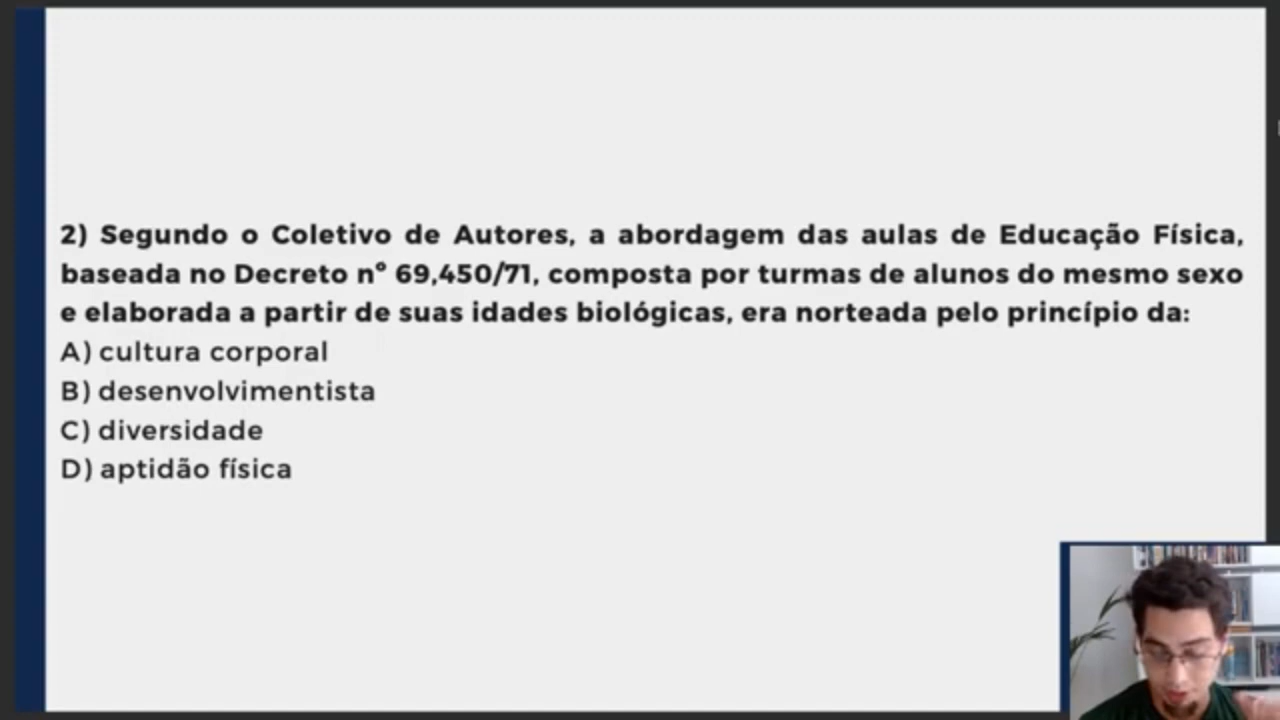 2) Segundo o Coletivo de Autores, a abordagem das aulas de Educação Física,
baseada no Decreto nº 69,450/71, composta por turmas de alunos do mesmo sexo
e elaborada a partir de suas idades biológicas, era norteada pelo princípio da:
A) cultura corporal
B) desenvolvimentista
C) diversidade
D) aptidão física